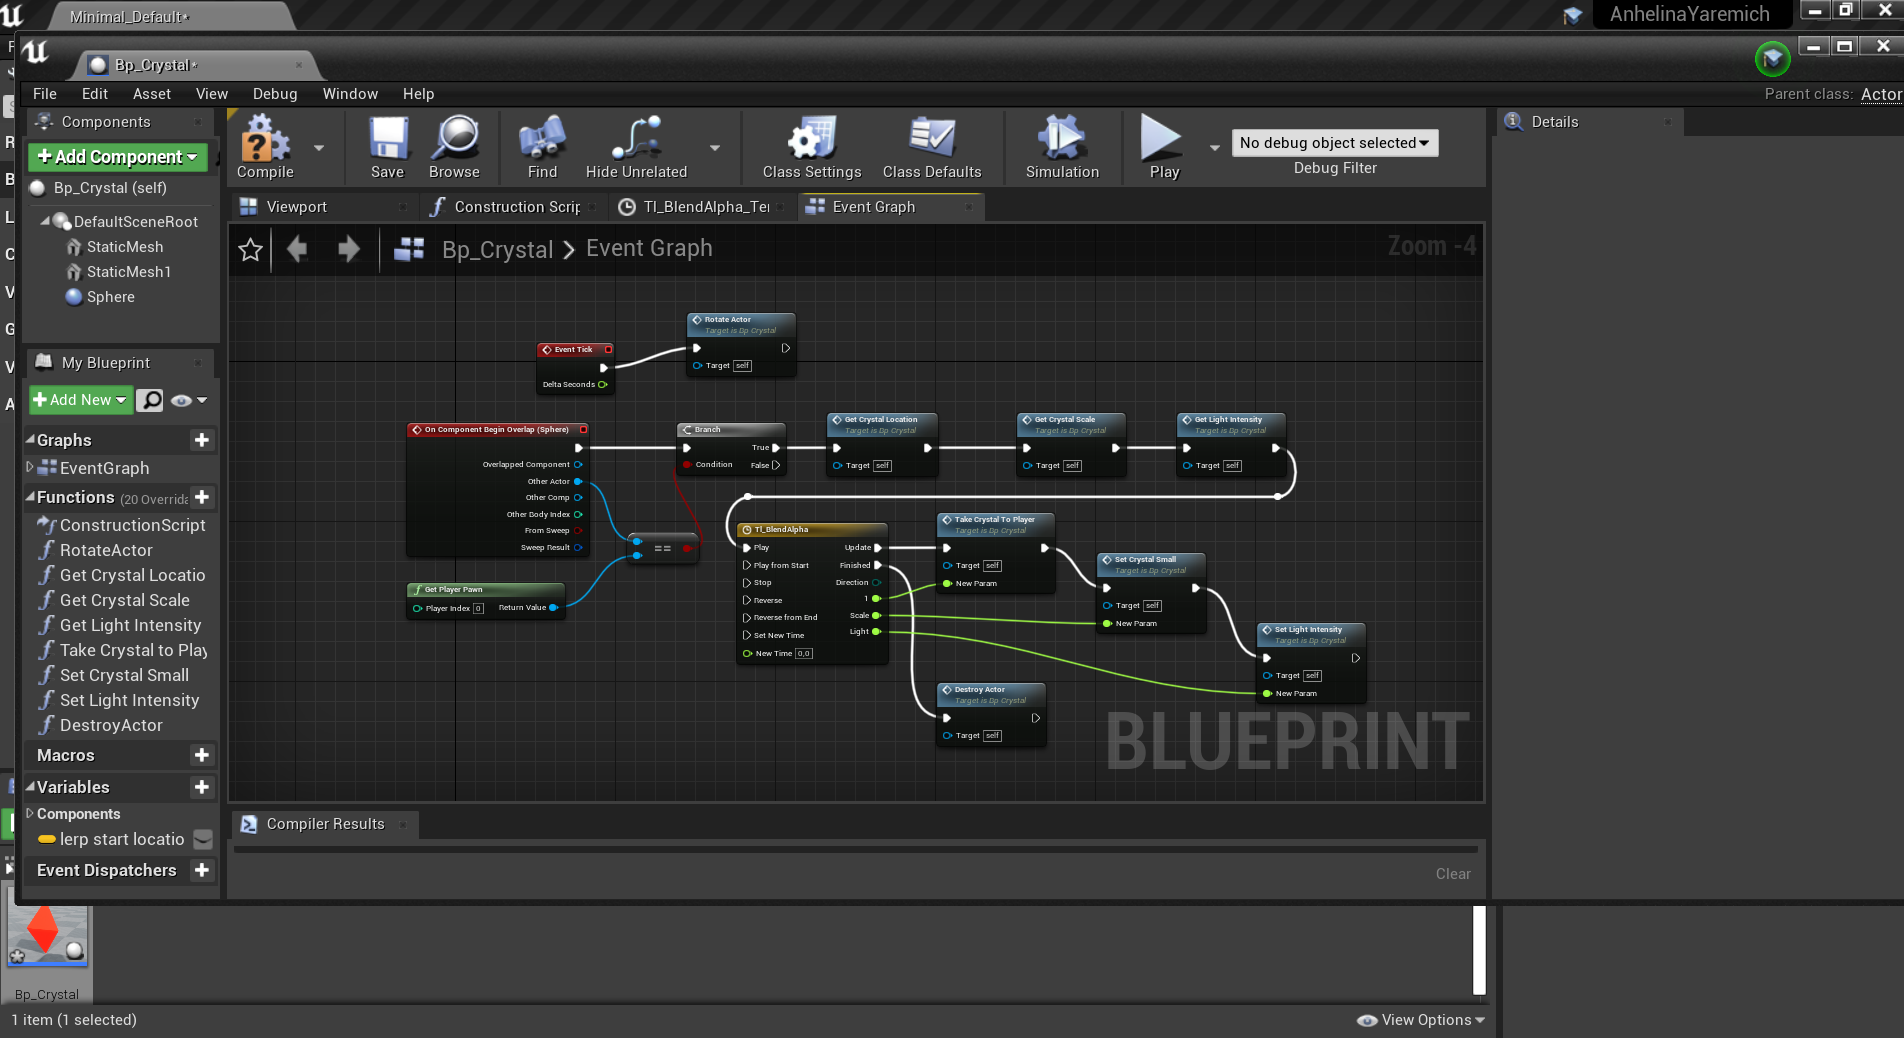 Minimal_Default*
AnhelinaYaremich
Bp_Crystal*
File Edit Asset View Debug Window Help
Parent class: Actor
Components
Add Component
Bp_Crystal (self)
DefaultSceneRoot
StaticMesh
StaticMesh1
Sphere
My Blueprint
Add New
Graphs
EventGraph
Functions (20 Overrida
ConstructionScript
RotateActor
Get Crystal Locatio
Get Crystal Scale
Get Light Intensity
Take Crystal to Play
Set Crystal Small
Set Light Intensity
DestroyActor
Macros
Variables
Components
lerp start locatio
Event Dispatchers
Compile
Save
Browse
Find
Hide Unrelated
Class Settings
Class Defaults
Simulation
Play
No debug object selected
Debug Filter
Details
Viewport
Construction Scrip
Tl_BlendAlpha_Te
Event Graph
Bp_Crystal > Event Graph
Zoom -4
Rotate Actor
Target is Bp Crystal
Target self
Event Tick
Delta Seconds
On Component Begin Overlap (Sphere)
Overlapped Component
Other Actor
Other Comp
Other Body Index
From Sweep
Sweep Result
Branch
True
Condition False
Get Crystal Location
Target is Bp Crystal
Target self
Get Crystal Scale
Target is Bp Crystal
Target self
Get Light Intensity
Target is Bp Crystal
Target self
==
Get Player Pawn
Player Index 0 Return Value
Tl_BlendAlpha
Play Update
Play from Start Finished
Stop Direction
Reverse 1
Reverse from End Scale
Set New Time Light
New Time 0,0
Take Crystal To Player
Target is Bp Crystal
Target self
New Param
Set Crystal Small
Target is Bp Crystal
Target self
New Param
Set Light Intensity
Target is Bp Crystal
Target self
New Param
Destroy Actor
Target is Bp Crystal
Target self
BLUEPRINT
Compiler Results
Clear
Bp_Crystal
1 item (1 selected)
View Options